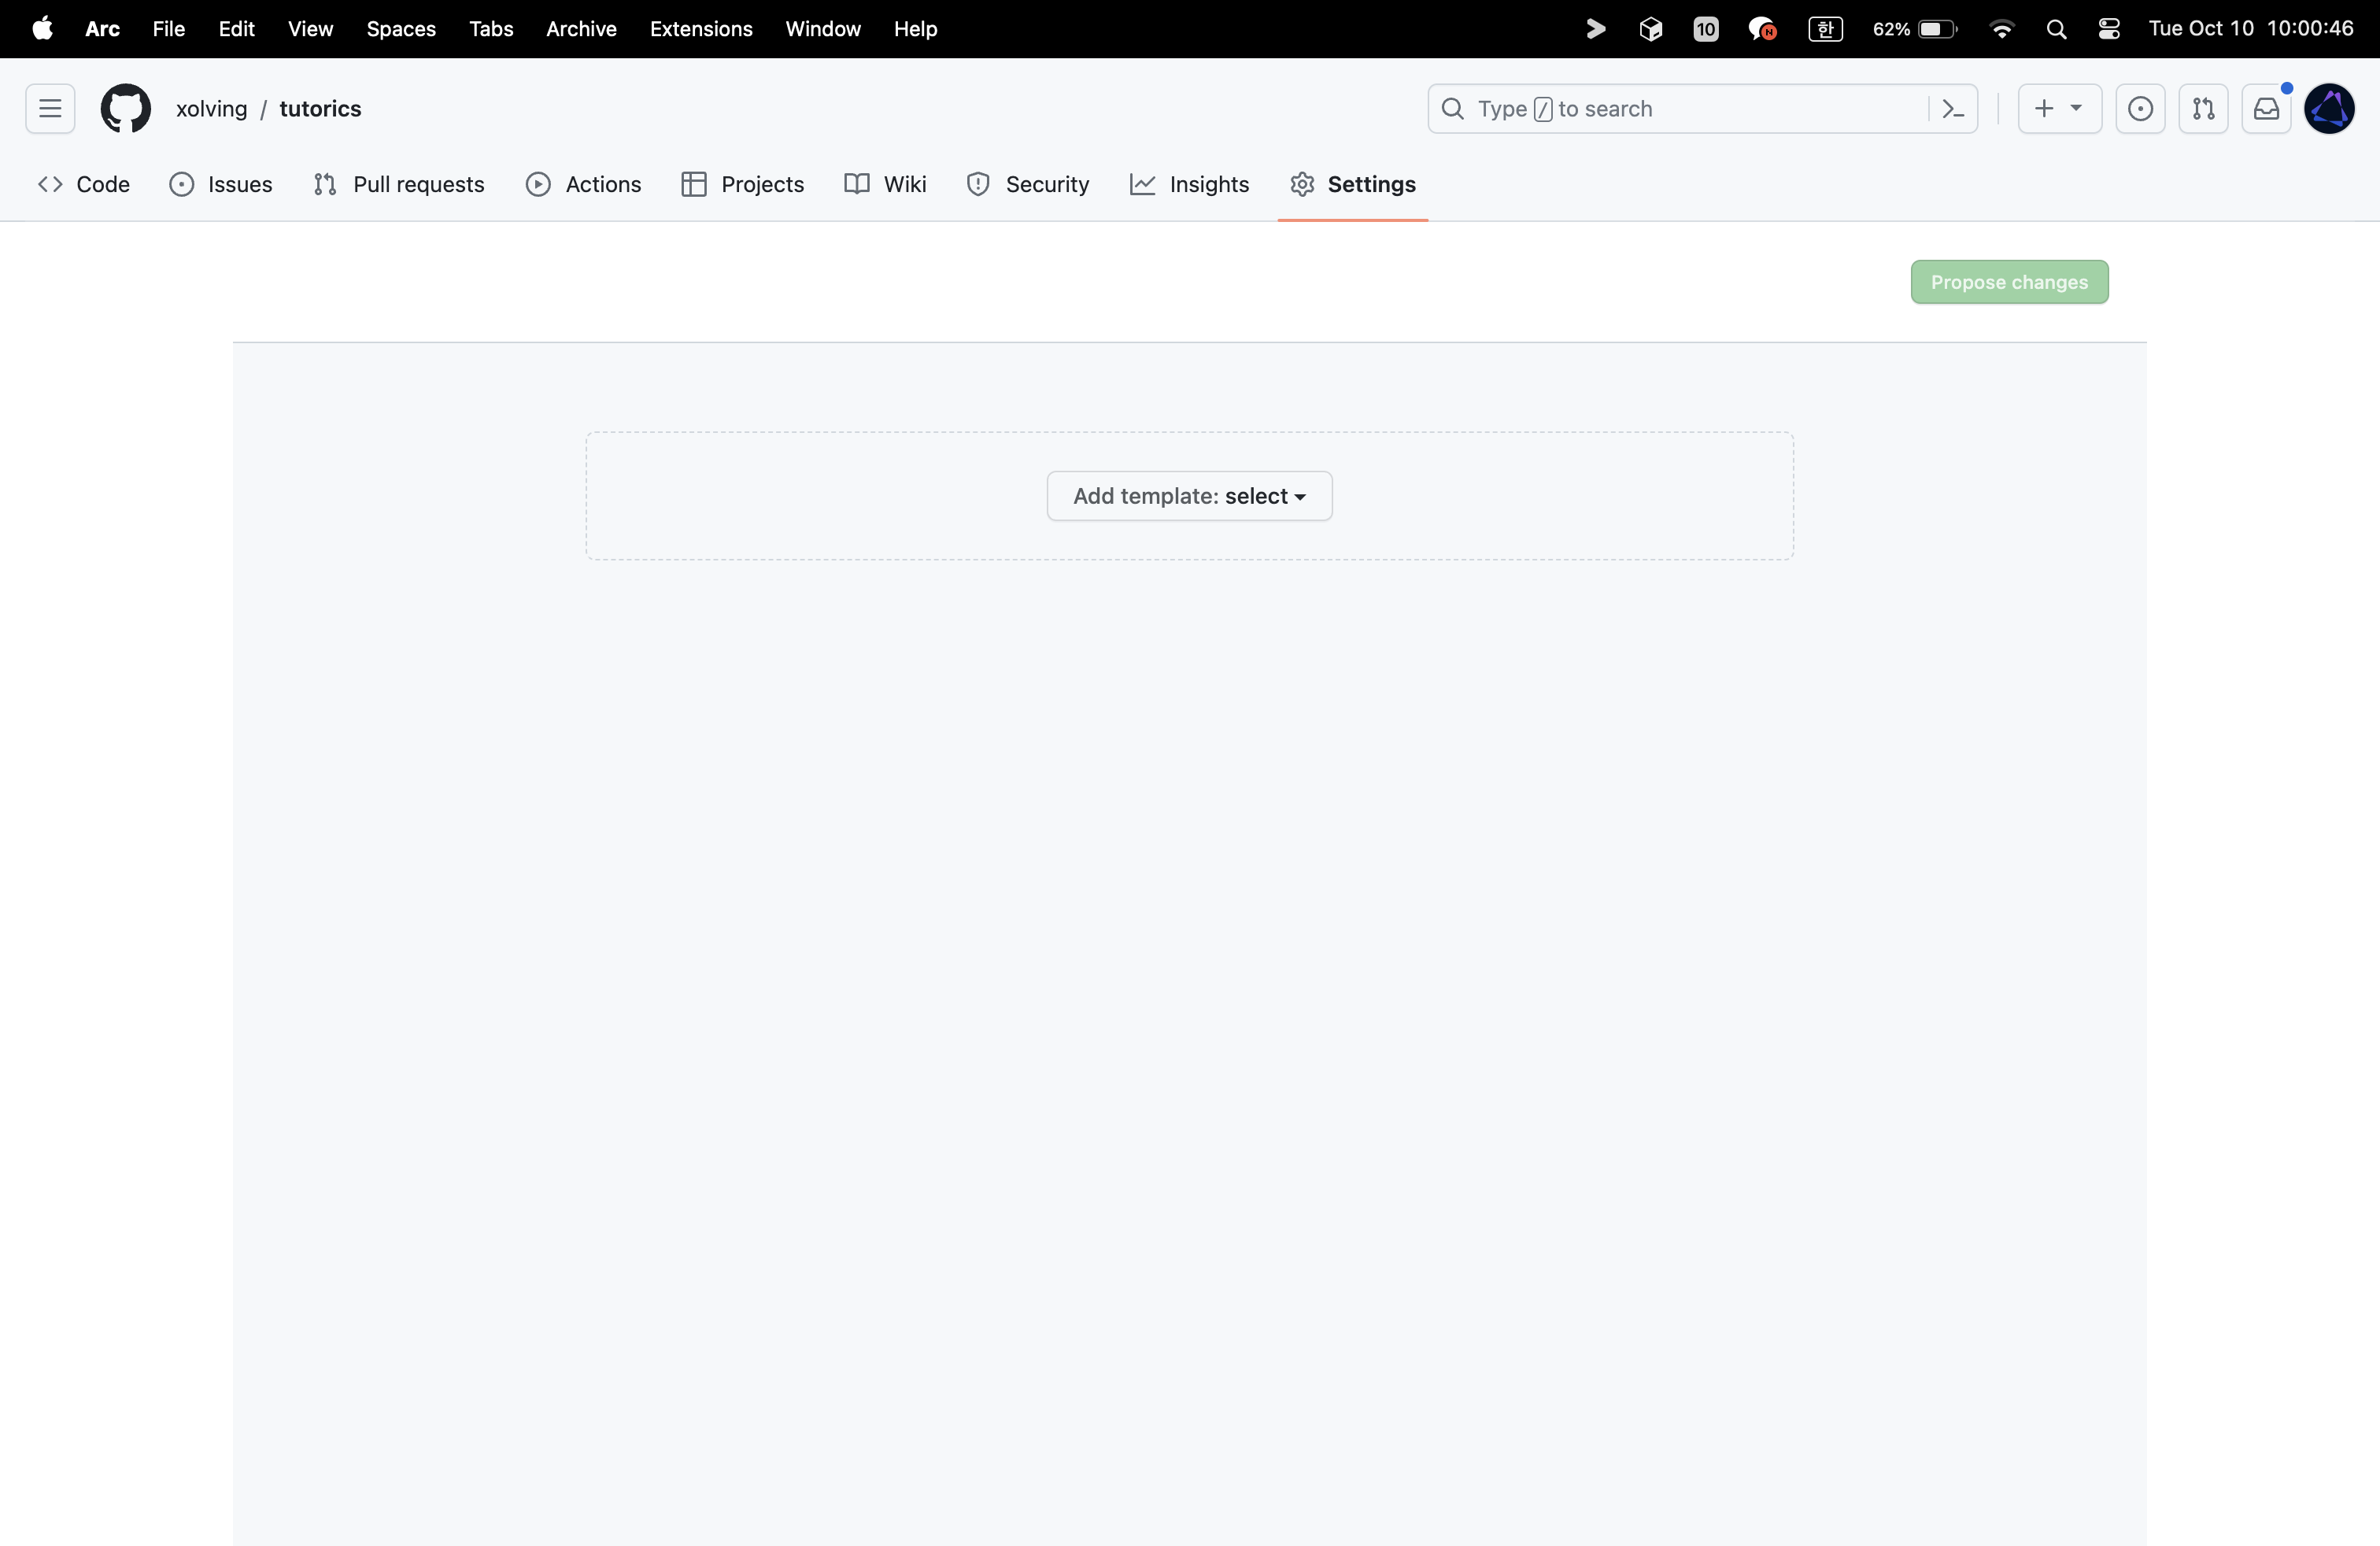 Arc File Edit View Spaces Tabs Archive Extensions Window Help 10 N 한 62% Tue Oct 10 10:00:46
xolving / tutorics Type / to search
Code Issues Pull requests Actions Projects Wiki Security Insights Settings
Propose changes
Add template: select